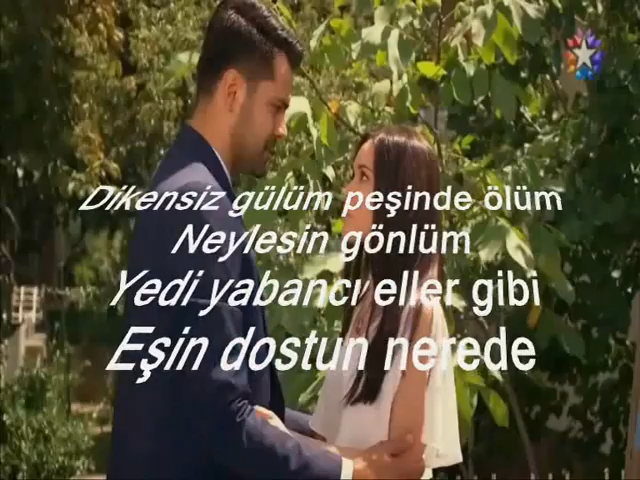 Dikensiz gülüm peşinde ölüm
Neylesin gönlüm
Yedi yabancı eller gibi
Eşin dostun nerede